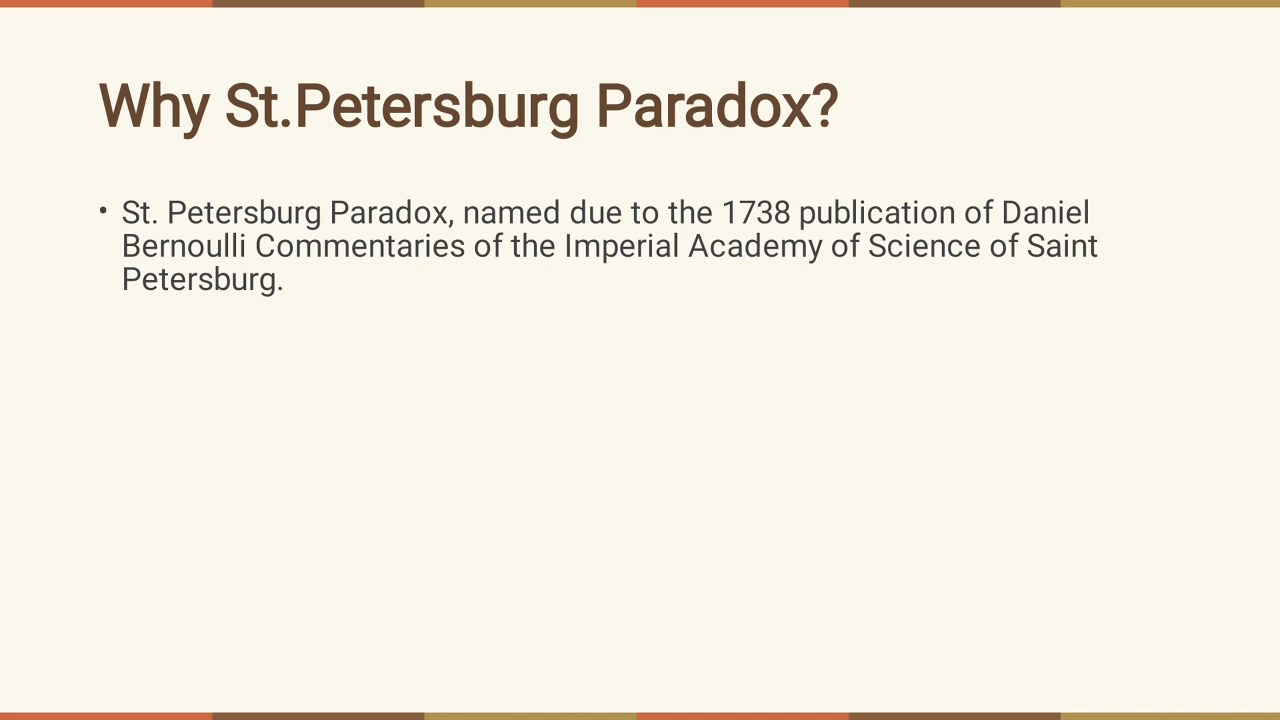 Why St.Petersburg Paradox?
• St. Petersburg Paradox, named due to the 1738 publication of Daniel
Bernoulli Commentaries of the Imperial Academy of Science of Saint
Petersburg.